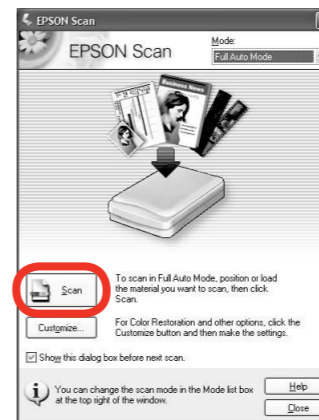 EPSON Scan
EPSON Scan
Mode:
Full Auto Mode
Business News
Scan
To scan in Full Auto Mode, position or load
the material you want to scan, then click
Scan.
Customize...
For Color Restoration and other options, click the
Customize button and then make the settings.
Show this dialog box before next scan.
You can change the scan mode in the Mode list box
at the top right of the window.
Help
Close